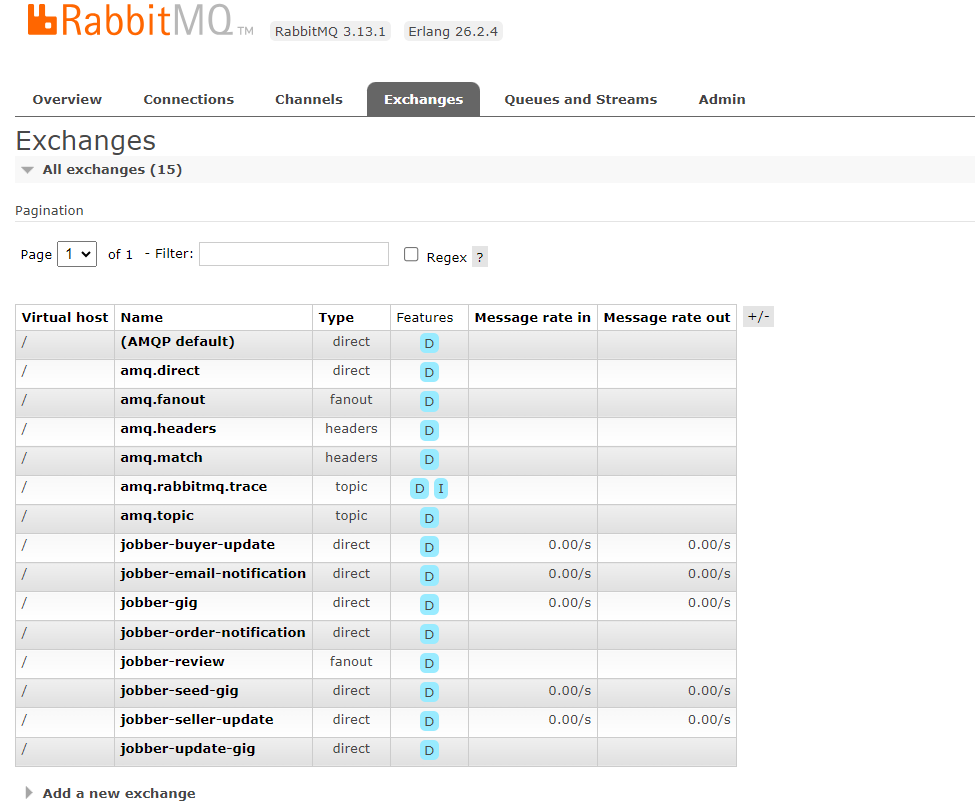 RabbitMQ TM RabbitMQ 3.13.1 Erlang 26.2.4
Overview Connections Channels Exchanges Queues and Streams Admin
Exchanges
All exchanges (15)
Pagination
Page 1 of 1 - Filter: Regex ?
Virtual host Name Type Features Message rate in Message rate out +/-
/ (AMQP default) direct D
/ amq.direct direct D
/ amq.fanout fanout D
/ amq.headers headers D
/ amq.match headers D
/ amq.rabbitmq.trace topic D I
/ amq.topic topic D
/ jobber-buyer-update direct D 0.00/s 0.00/s
/ jobber-email-notification direct D 0.00/s 0.00/s
/ jobber-gig direct D 0.00/s 0.00/s
/ jobber-order-notification direct D
/ jobber-review fanout D
/ jobber-seed-gig direct D 0.00/s 0.00/s
/ jobber-seller-update direct D 0.00/s 0.00/s
/ jobber-update-gig direct D
Add a new exchange